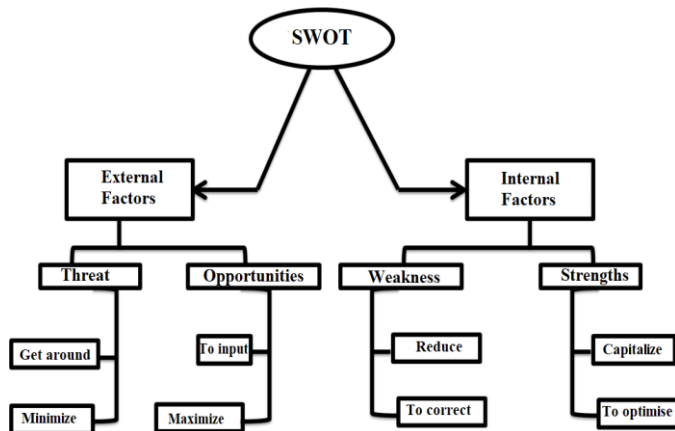 SWOT
External
Factors
Internal
Factors
Threat
Opportunities
Weakness
Strengths
Get around
To input
Reduce
Capitalize
Minimize
Maximize
To correct
To optimise